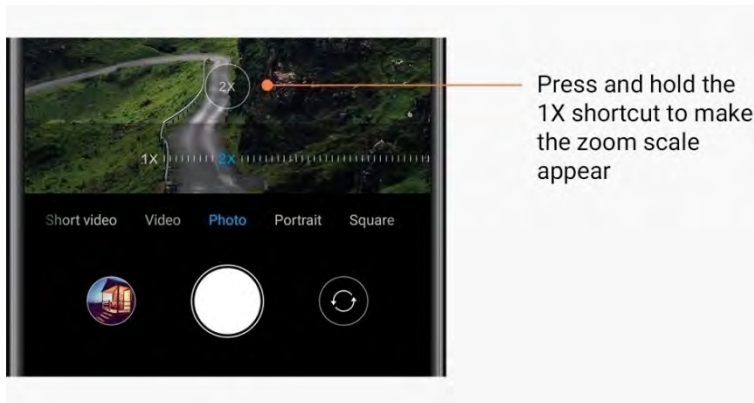 2X
Press and hold the
1X shortcut to make
the zoom scale
appear
1X 2X
Short video Video Photo Portrait Square